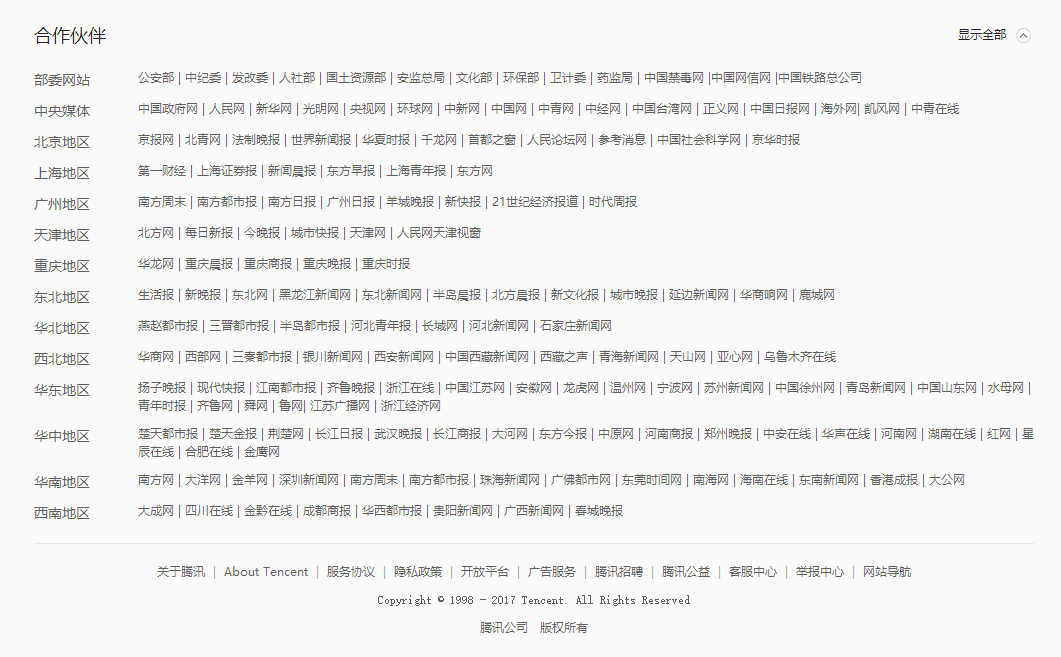 合作伙伴 显示全部
部委网站 公安部 | 中纪委 | 发改委 | 人社部 | 国土资源部 | 安监总局 | 文化部 | 环保部 | 卫计委 | 药监局 | 中国禁毒网 |中国网信网 |中国铁路总公司
中央媒体 中国政府网 | 人民网 | 新华网 | 光明网 | 央视网 | 环球网 | 中新网 | 中国网 | 中青网 | 中经网 | 中国台湾网 | 正义网 | 中国日报网 | 海外网| 凯风网 | 中青在线
北京地区 京报网 | 北青网 | 法制晚报 | 世界新闻报 | 华夏时报 | 千龙网 | 首都之窗 | 人民论坛网 | 参考消息 | 中国社会科学网 | 京华时报
上海地区 第一财经 | 上海证券报 | 新闻晨报 | 东方早报 | 上海青年报 | 东方网
广州地区 南方周末 | 南方都市报 | 南方日报 | 广州日报 | 羊城晚报 | 新快报 | 21世纪经济报道 | 时代周报
天津地区 北方网 | 每日新报 | 今晚报 | 城市快报 | 天津网 | 人民网天津视窗
重庆地区 华龙网 | 重庆晨报 | 重庆商报 | 重庆晚报 | 重庆时报
东北地区 生活报 | 新晚报 | 东北网 | 黑龙江新闻网 | 东北新闻网 | 半岛晨报 | 北方晨报 | 新文化报 | 城市晚报 | 延边新闻网 | 华商响网 | 鹿城网
华北地区 燕赵都市报 | 三晋都市报 | 半岛都市报 | 河北青年报 | 长城网 | 河北新闻网 | 石家庄新闻网
西北地区 华商网 | 西部网 | 三秦都市报 | 银川新闻网 | 西安新闻网 | 中国西藏新闻网 | 西藏之声 | 青海新闻网 | 天山网 | 亚心网 | 乌鲁木齐在线
华东地区 扬子晚报 | 现代快报 | 江南都市报 | 齐鲁晚报 | 浙江在线 | 中国江苏网 | 安徽网 | 龙虎网 | 温州网 | 宁波网 | 苏州新闻网 | 中国徐州网 | 青岛新闻网 | 中国山东网 | 水母网 |
青年时报 | 齐鲁网 | 舜网 | 鲁网| 江苏广播网 | 浙江经济网
华中地区 楚天都市报 | 楚天金报 | 荆楚网 | 长江日报 | 武汉晚报 | 长江商报 | 大河网 | 东方今报 | 中原网 | 河南商报 | 郑州晚报 | 中安在线 | 华声在线 | 河南网 | 湖南在线 | 红网 | 星
辰在线 | 合肥在线 | 金鹰网
华南地区 南方网 | 大洋网 | 金羊网 | 深圳新闻网 | 南方周末 | 南方都市报 | 珠海新闻网 | 广佛都市网 | 东莞时间网 | 南海网 | 海南在线 | 东南新闻网 | 香港成报 | 大公网
西南地区 大成网 | 四川在线 | 金黔在线 | 成都商报 | 华西都市报 | 贵阳新闻网 | 广西新闻网 | 春城晚报
关于腾讯 | About Tencent | 服务协议 | 隐私政策 | 开放平台 | 广告服务 | 腾讯招聘 | 腾讯公益 | 客服中心 | 举报中心 | 网站导航
Copyright © 1998 - 2017 Tencent. All Rights Reserved
腾讯公司 版权所有